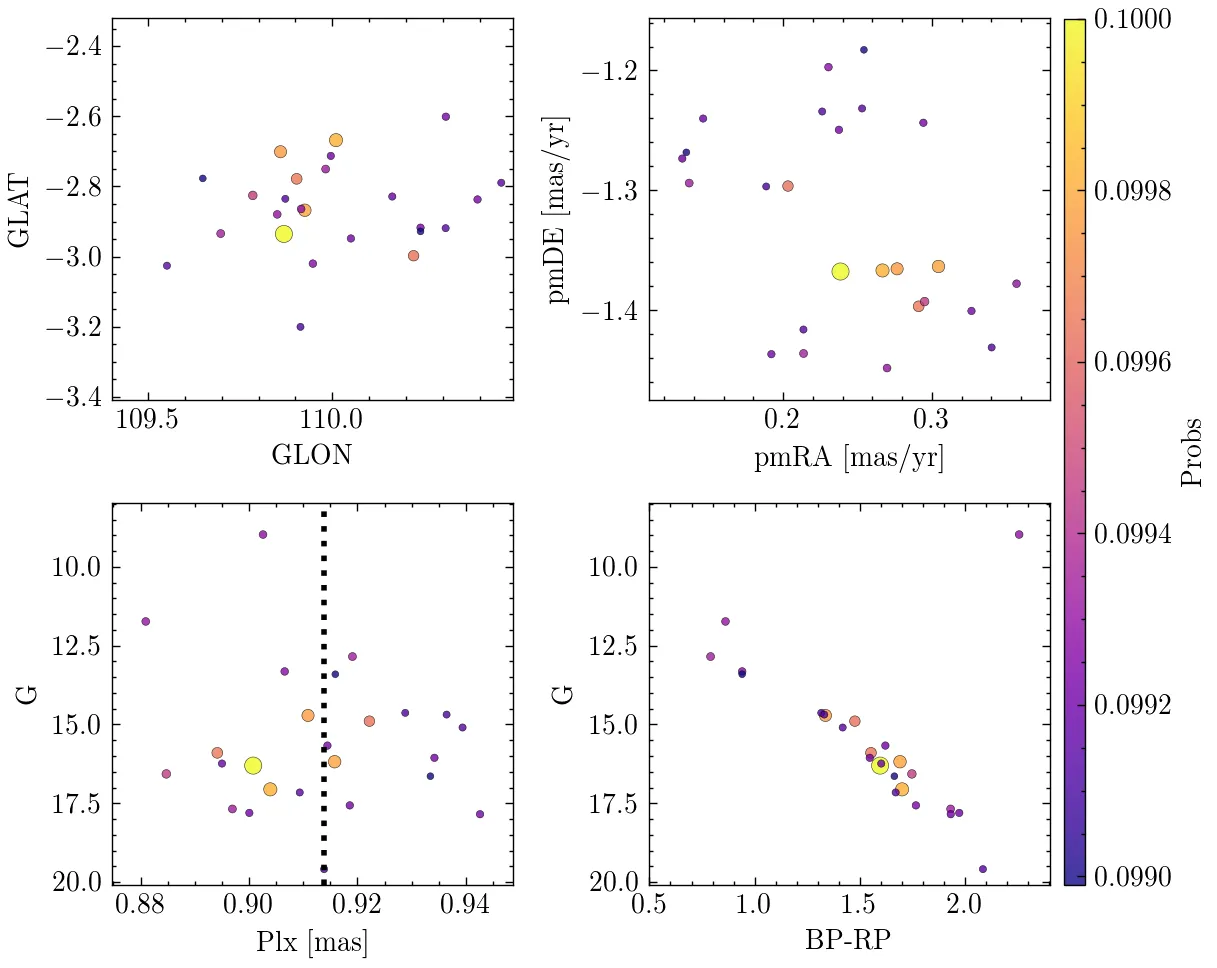 −2.4
−2.6
−2.8
−3.0
−3.2
−3.4
GLAT
109.5 110.0
GLON
−1.2
−1.3
−1.4
pmDE [mas/yr]
0.2 0.3
pmRA [mas/yr]
10.0
12.5
15.0
17.5
20.0
G
0.88 0.90 0.92 0.94
Plx [mas]
10.0
12.5
15.0
17.5
20.0
G
0.5 1.0 1.5 2.0
BP-RP
0.1000
0.0998
0.0996
0.0994
0.0992
0.0990
Probs